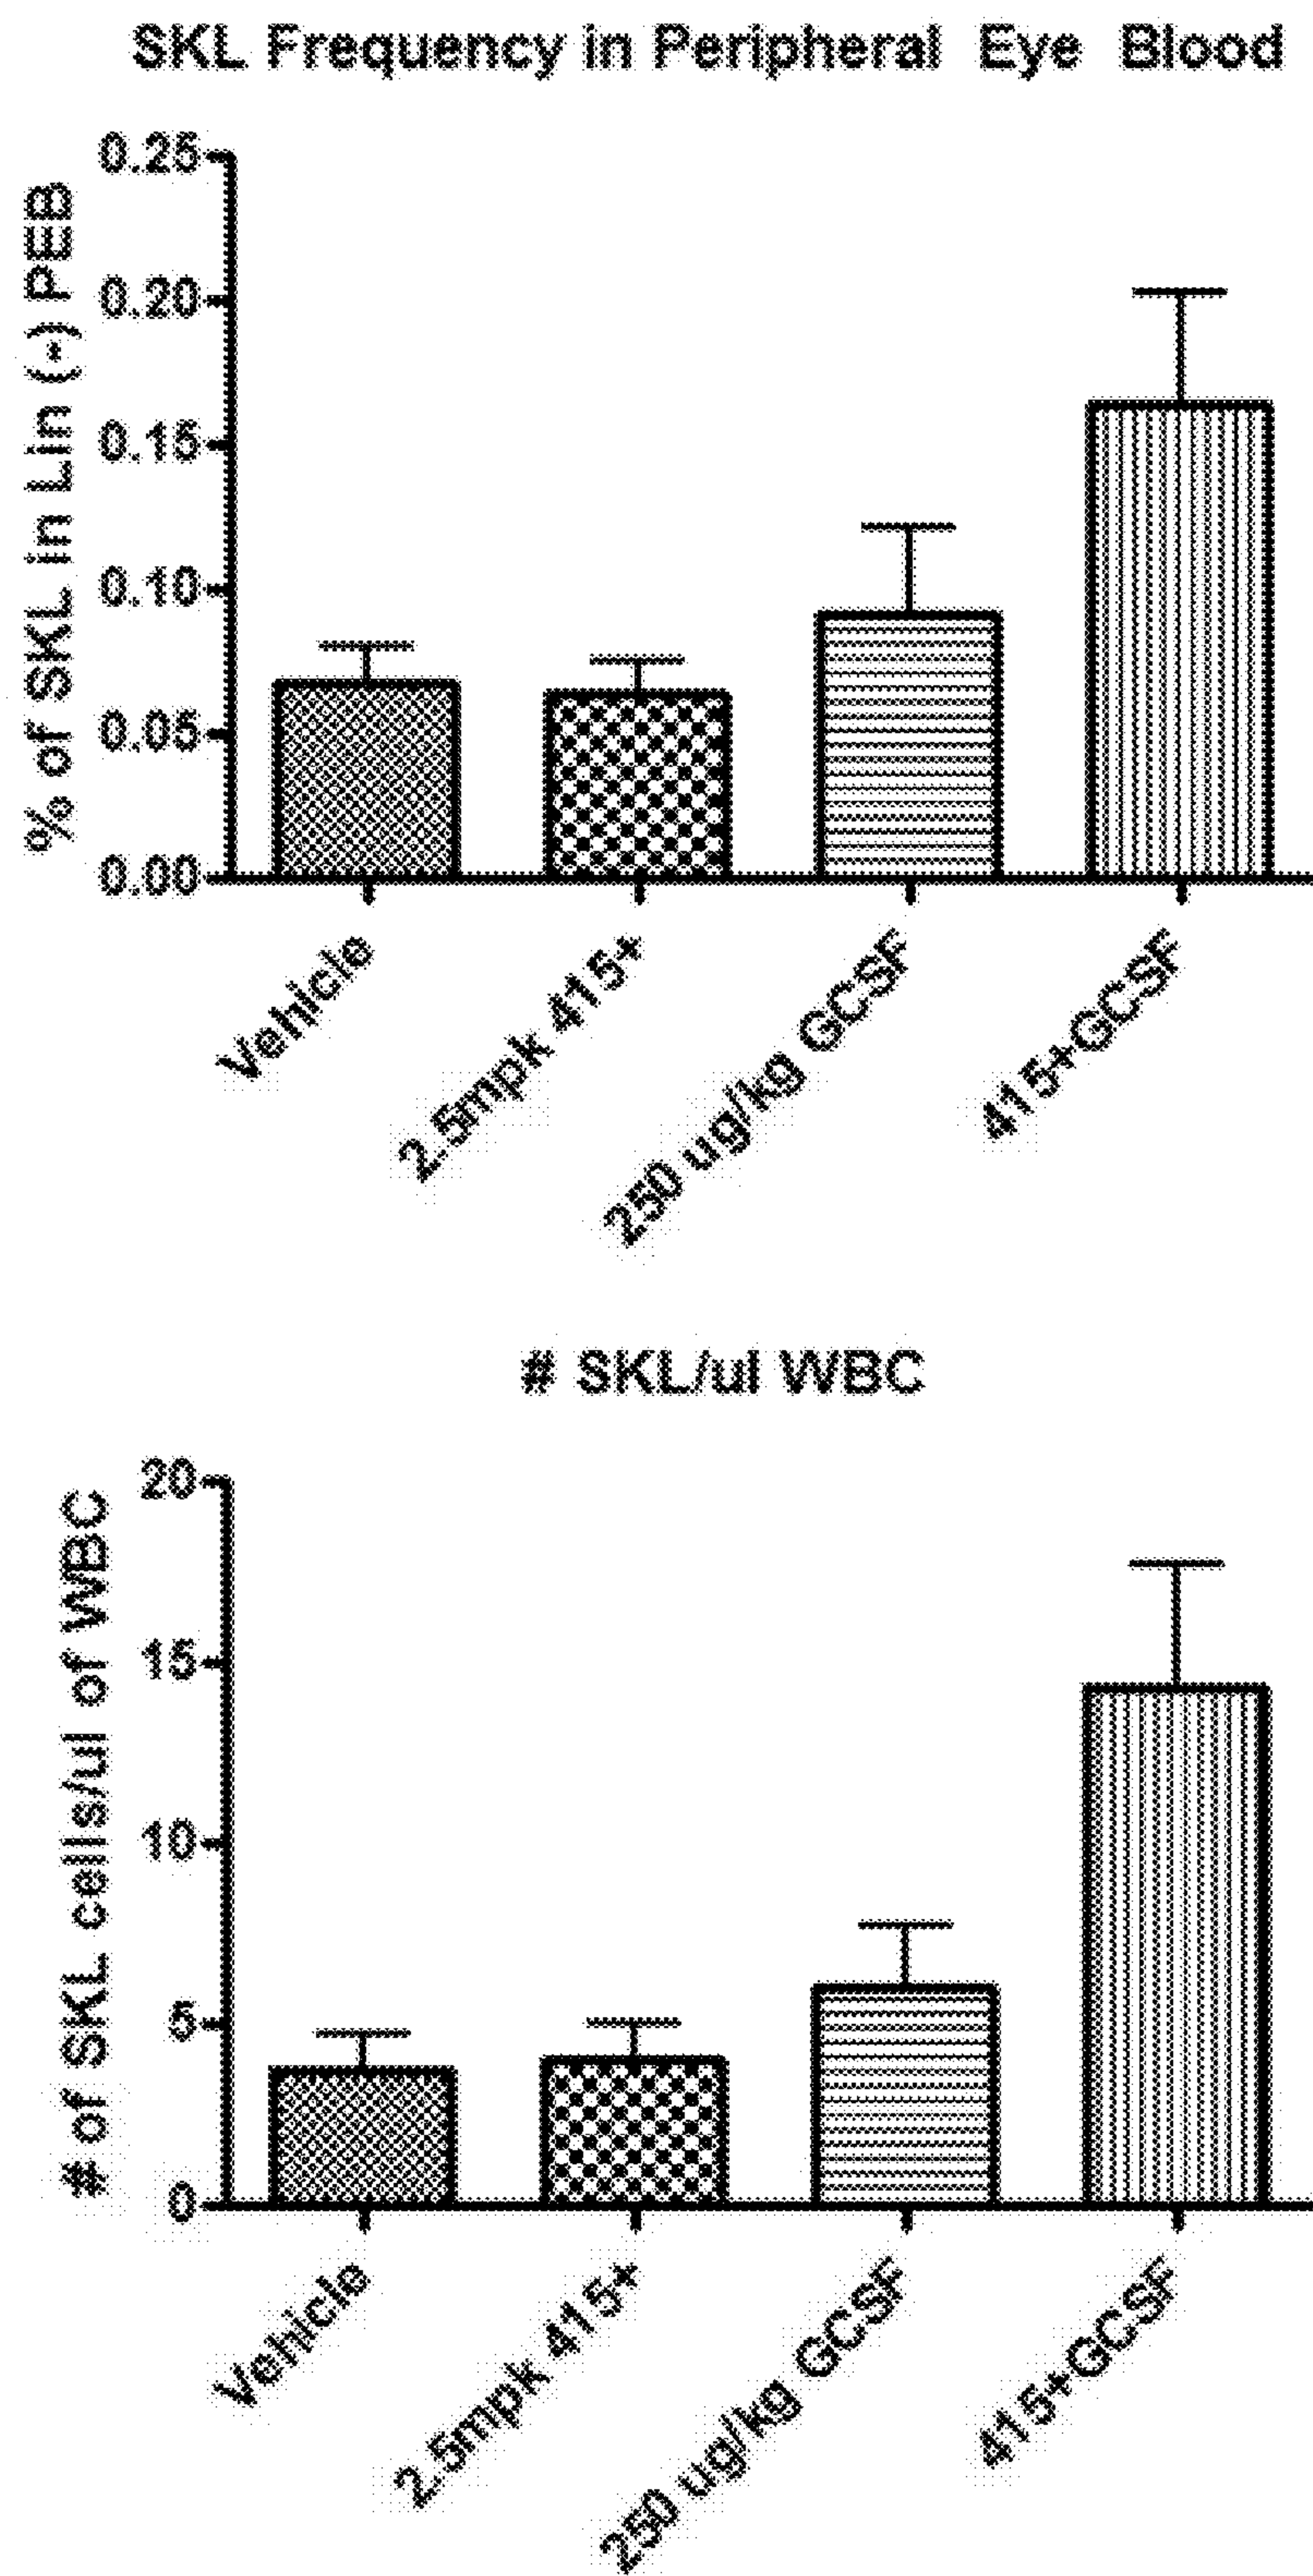 SKL Frequency in Peripheral Eye Blood
% of SKL in Lin (-) PEB
0.25
0.20
0.15
0.10
0.05
0.00
Vehicle
2.5mpk 415+
250 ug/kg GCSF
415+GCSF
# SKL/ul WBC
# of SKL cells/ul of WBC
20
15
10
5
0
Vehicle
2.5mpk 415+
250 ug/kg GCSF
415+GCSF